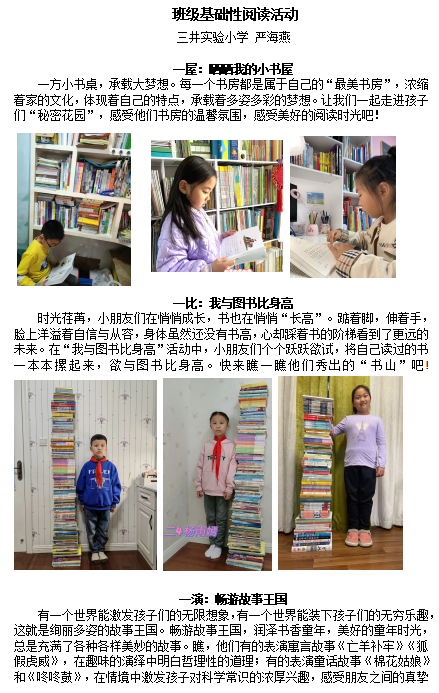 班级基础性阅读活动
三井实验小学 严海燕
一屋：晒晒我的小书屋
一方小书桌，承载大梦想。每一个书房都是属于自己的“最美书房”，浓缩
着家的文化，体现着自己的特点，承载着多姿多彩的梦想。让我们一起走进孩子
们“秘密花园”，感受他们书房的温馨氛围，感受美好的阅读时光吧！
一比：我与图书比身高
时光荏苒，小朋友们在悄悄成长，书也在悄悄“长高”。踮着脚，伸着手，
脸上洋溢着自信与从容，身体虽然还没有书高，心却踩着书的阶梯看到了更远的
未来。在“我与图书比身高”活动中，小朋友们个个跃跃欲试，将自己读过的书
一本本摞起来，欲与图书比身高。快来瞧一瞧他们秀出的“书山”吧！
一演：畅游故事王国
有一个世界能激发孩子们的无限想象，有一个世界能装下孩子们的无穷乐趣，
这就是绚丽多姿的故事王国。畅游故事王国，润泽书香童年，美好的童年时光，
总是充满了各种各样美妙的故事。瞧，他们有的表演寓言故事《亡羊补牢》《狐
假虎威》，在趣味的演绎中明白哲理性的道理；有的表演童话故事《棉花姑娘》
和《咚咚鼓》，在情境中激发孩子对科学常识的浓厚兴趣，感受朋友之间的真挚